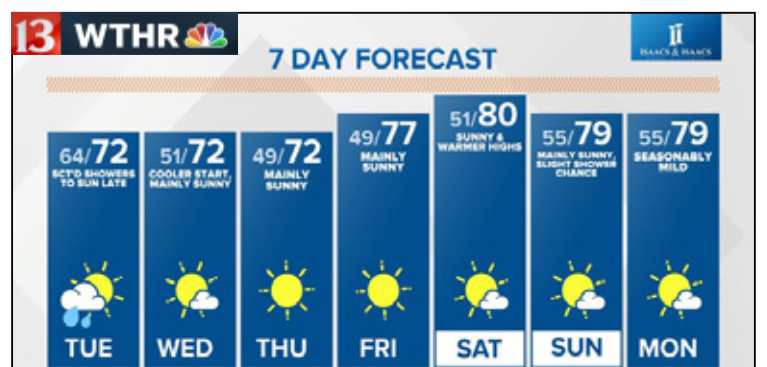 13 WTHR
7 DAY FORECAST
ISAACS & ISAACS
64/72
SCT'D SHOWERS
TO SUN LATE
TUE
51/72
COOLER START,
MAINLY SUNNY
WED
49/72
MAINLY
SUNNY
THU
49/77
MAINLY
SUNNY
FRI
51/80
SUNNY &
WARMER HIGHS
SAT
55/79
MAINLY SUNNY,
SLIGHT SHOWER
CHANCE
SUN
55/79
SEASONABLY
MILD
MON